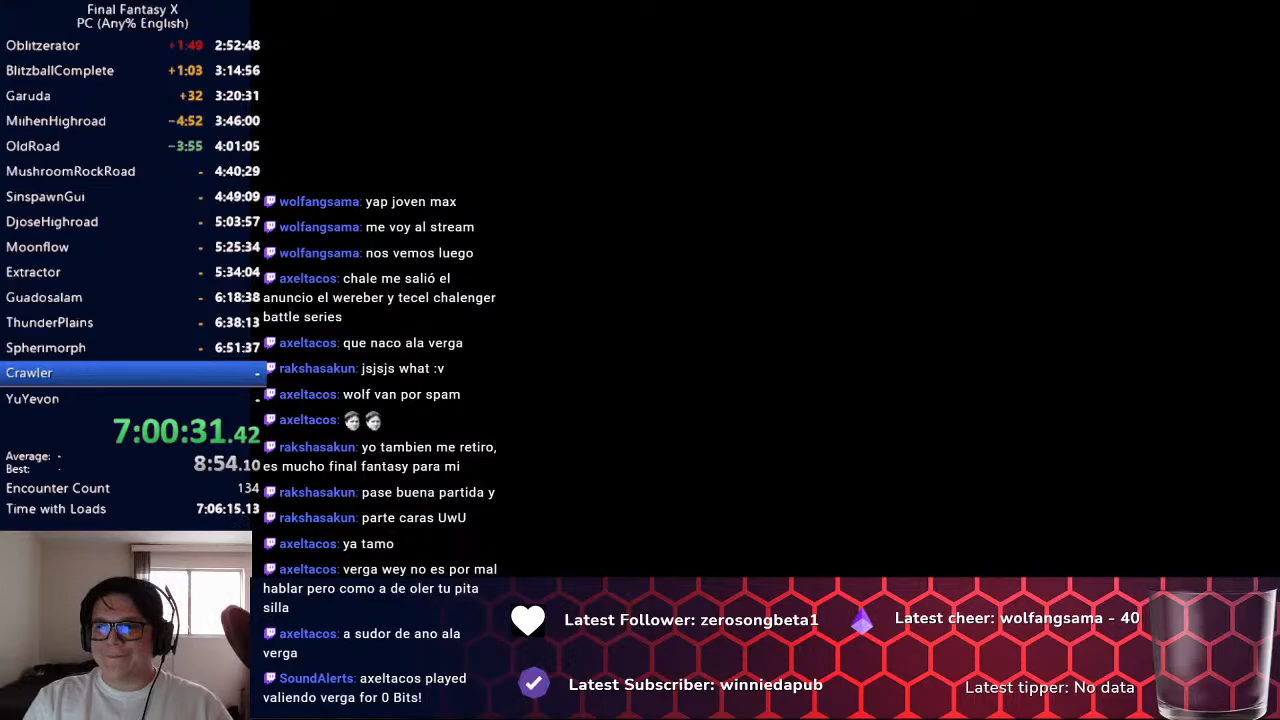 Final Fantasy X
PC (Any% English)
Oblitzerator +1:49 2:52:48
BlitzballComplete +1:03 3:14:56
Garuda +32 3:20:31
MiihenHighroad −4:52 3:46:00
OldRoad −3:55 4:01:05
MushroomRockRoad - 4:40:29
SinspawnGui - 4:49:09
DjoseHighroad - 5:03:57
Moonflow - 5:25:34
Extractor - 5:34:04
Guadosalam - 6:18:38
ThunderPlains - 6:38:13
Spherimorph - 6:51:37
Crawler -
YuYevon -
7:00:31.42
Average: -
Best: -
8:54.10
Encounter Count 134
Time with Loads 7:06:15.13
wolfangsama: yap joven max
wolfangsama: me voy al stream
wolfangsama: nos vemos luego
axeltacos: chale me salió el
anuncio el wereber y tecel chalenger
battle series
axeltacos: que naco ala verga
rakshasakun: jsjsjs what :v
axeltacos: wolf van por spam
axeltacos:
rakshasakun: yo tambien me retiro,
es mucho final fantasy para mi
rakshasakun: pase buena partida y
rakshasakun: parte caras UwU
axeltacos: ya tamo
axeltacos: verga wey no es por mal
hablar pero como a de oler tu pita
silla
axeltacos: a sudor de ano ala
verga
SoundAlerts: axeltacos played
valiendo verga for 0 Bits!
Latest Follower: zerosongbeta1
Latest cheer: wolfangsama - 40
Latest Subscriber: winniedapub
Latest tipper: No data